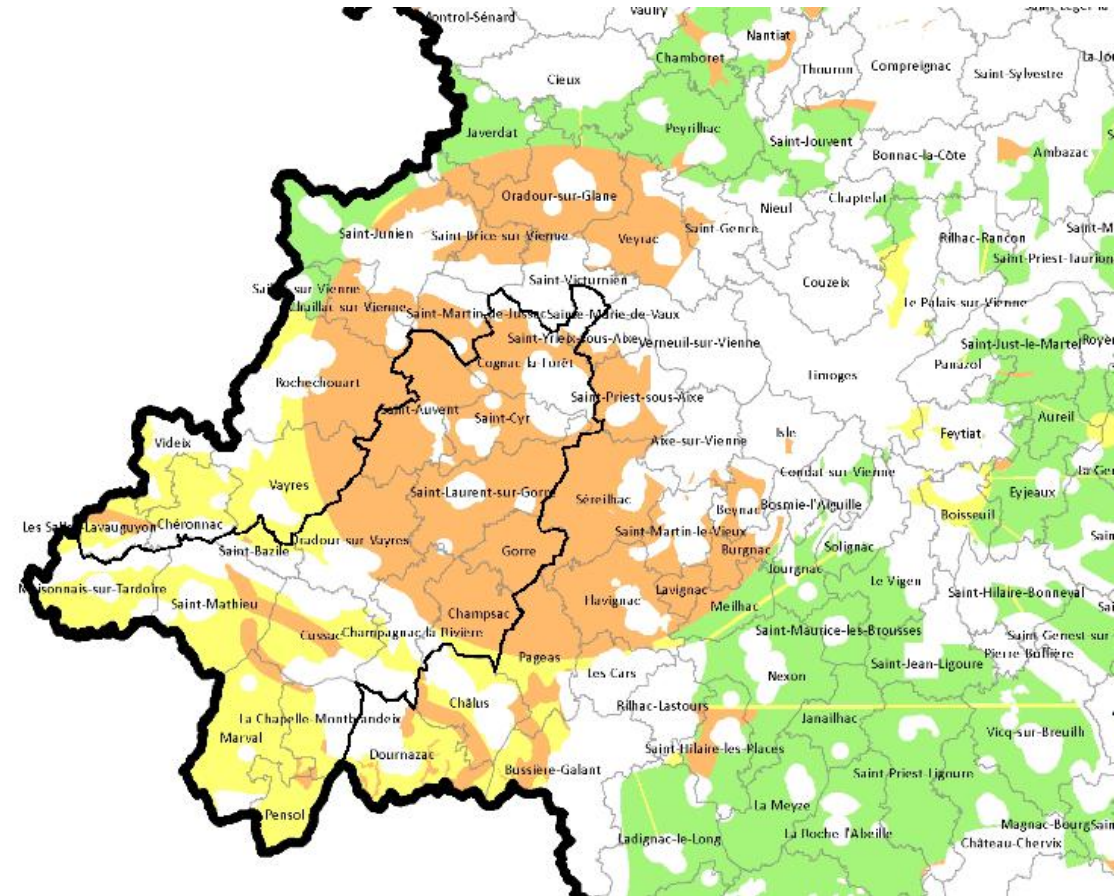 Montrol-Sénard
Vaulry
Nantiat
Chamboret
Thouron
Compreignac
Saint-Sylvestre
Cieux
Javerdat
Peyrilhac
Saint-Jouvent
Bonnac-la-Côte
Ambazac
Oradour-sur-Glane
Chaptelat
Nieul
Saint-Junien
Saint-Brice-sur-Vienne
Veyrac
Saint-Genre
Rilhac-Rancon
Saint-Priest-Taurion
Saint-Victurnien
Couzeix
Chaillac sur Vienne
Saint-Martin-de-Jussac
Sainte-Marie-de-Vaux
Le Palais-sur-Vienne
Saint-Yrieix-sous-Aixe
Verneuil-sur-Vienne
Saint-Just-le-Martel
Cognac-la-Forêt
Limoges
Panazol
Rochechouart
Saint-Auvent
Saint-Cyr
Saint-Priest-sous-Aixe
Aureil
Videix
Aixe-sur-Vienne
Isle
Feytiat
Condat-sur-Vienne
Vayres
Saint-Laurent-sur-Gorre
Séreilhac
Beynac
Bosmie-l'Aiguille
Eyjeaux
Boisseuil
Les Salles-Lavauguyon
Chéronnac
Saint-Martin-le-Vieux
Oradour sur Vayres
Saint-Bazile
Gorre
Burgnac
Solignac
Jourgnac
Maisonnais-sur-Tardoire
Saint-Mathieu
Flavignac
Lavignac
Le Vigen
Meilhac
Saint-Hilaire-Bonneval
Champsac
Cussac
Champagnac-la-Rivière
Saint-Maurice-les-Brousses
Saint-Genest-sur
Pierre-Buffière
Pageas
Les Cars
Saint-Jean-Ligoure
Nexon
Châlus
Rilhac-Lastours
La Chapelle-Montbrandeix
Janailhac
Marval
Vicq-sur-Breuilh
Dournazac
Saint-Hilaire-les-Places
Bussière-Galant
Saint-Priest-Ligoure
Pensol
La Meyze
Ladignac-le-Long
La Roche l'Abeille
Magnac-Bourg
Château-Chervix